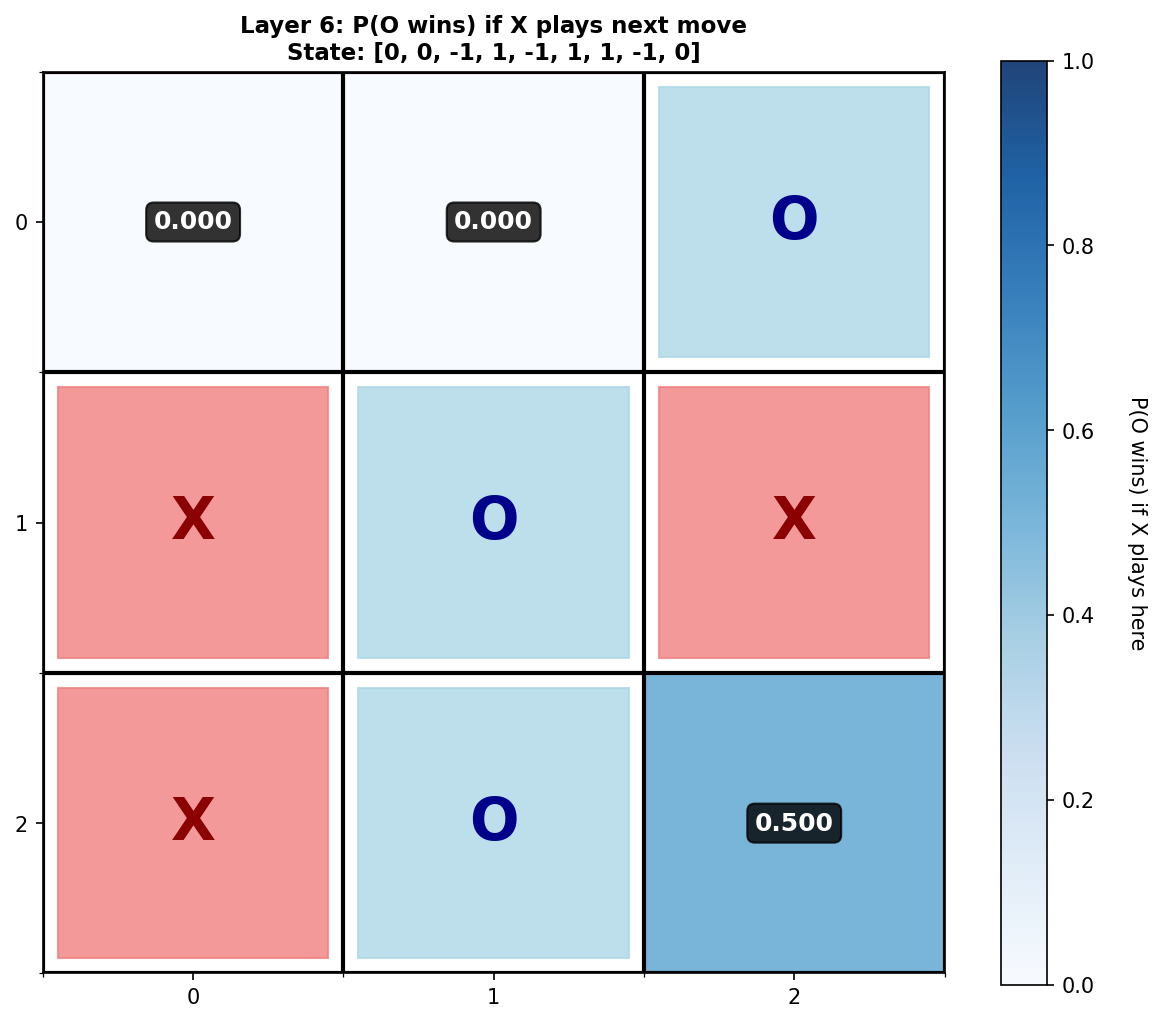 Layer 6: P(O wins) if X plays next move
State: [0, 0, -1, 1, -1, 1, 1, -1, 0]
0
0.000
0.000
O
1
X
O
X
2
X
O
0.500
0
1
2
1.0
0.8
0.6
0.4
0.2
0.0
P(O wins) if X plays here